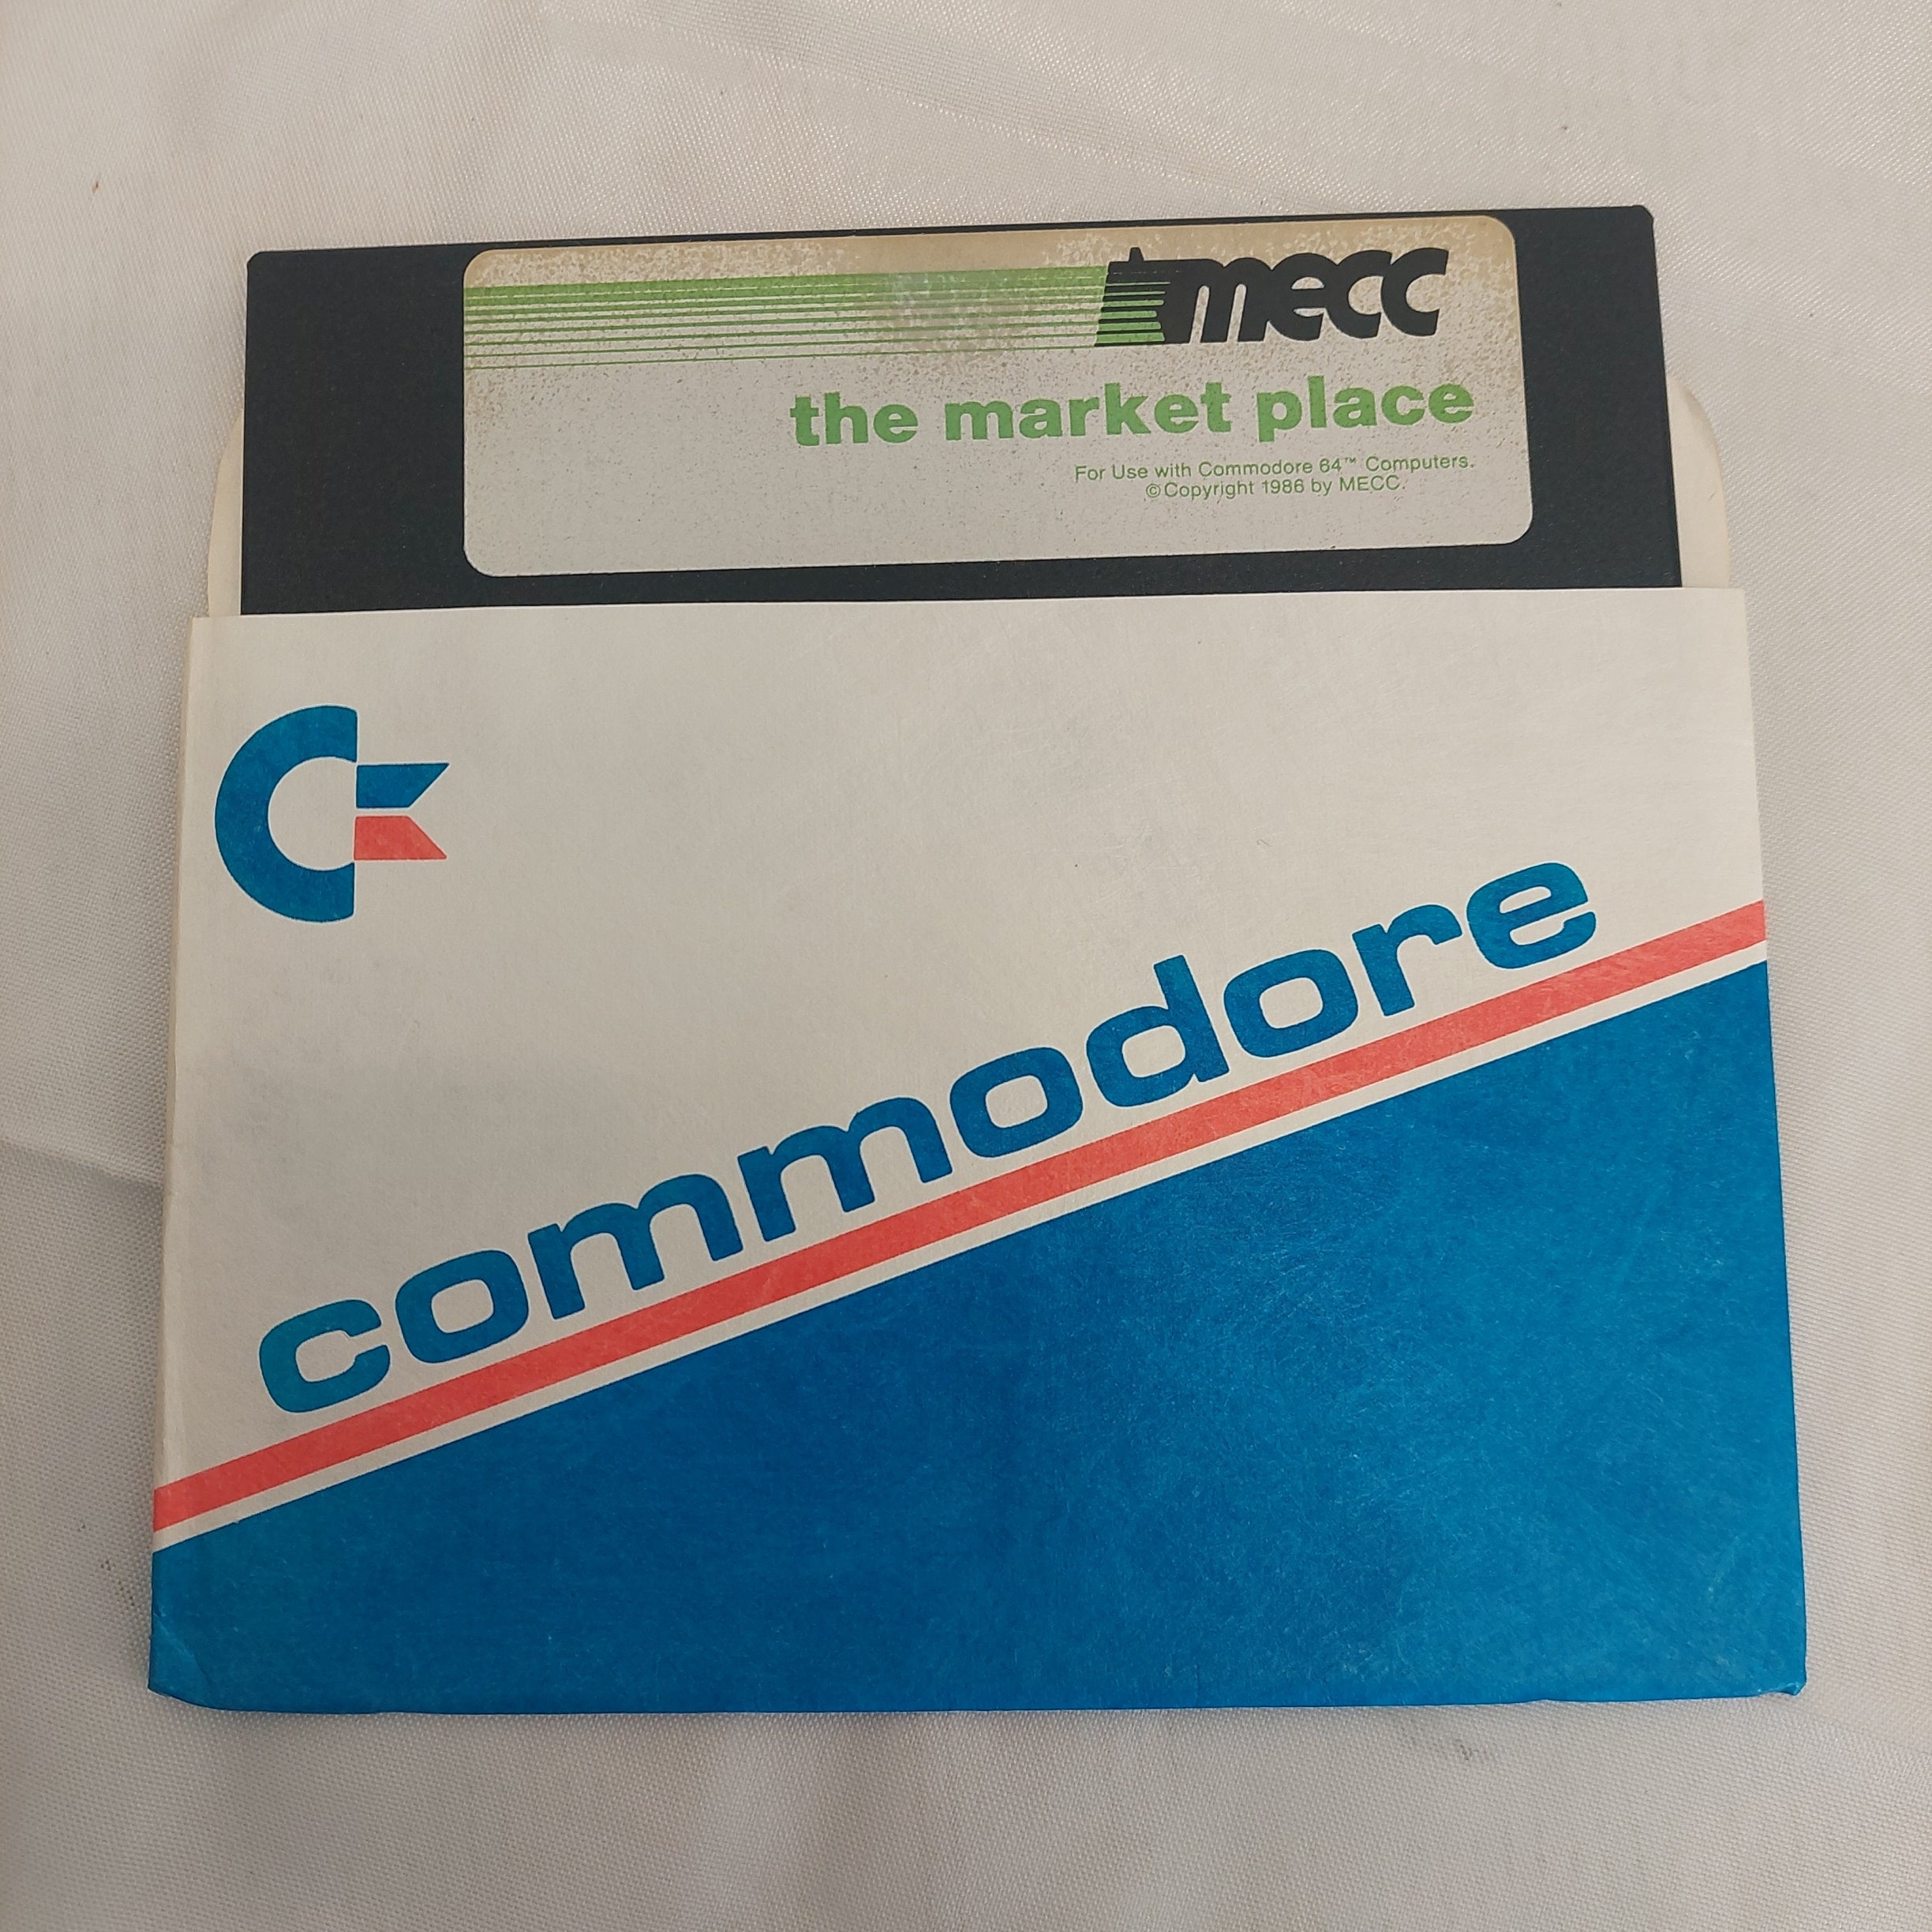 mecc
the market place
For Use with Commodore 64™ Computers.
©Copyright 1986 by MECC.
commodore